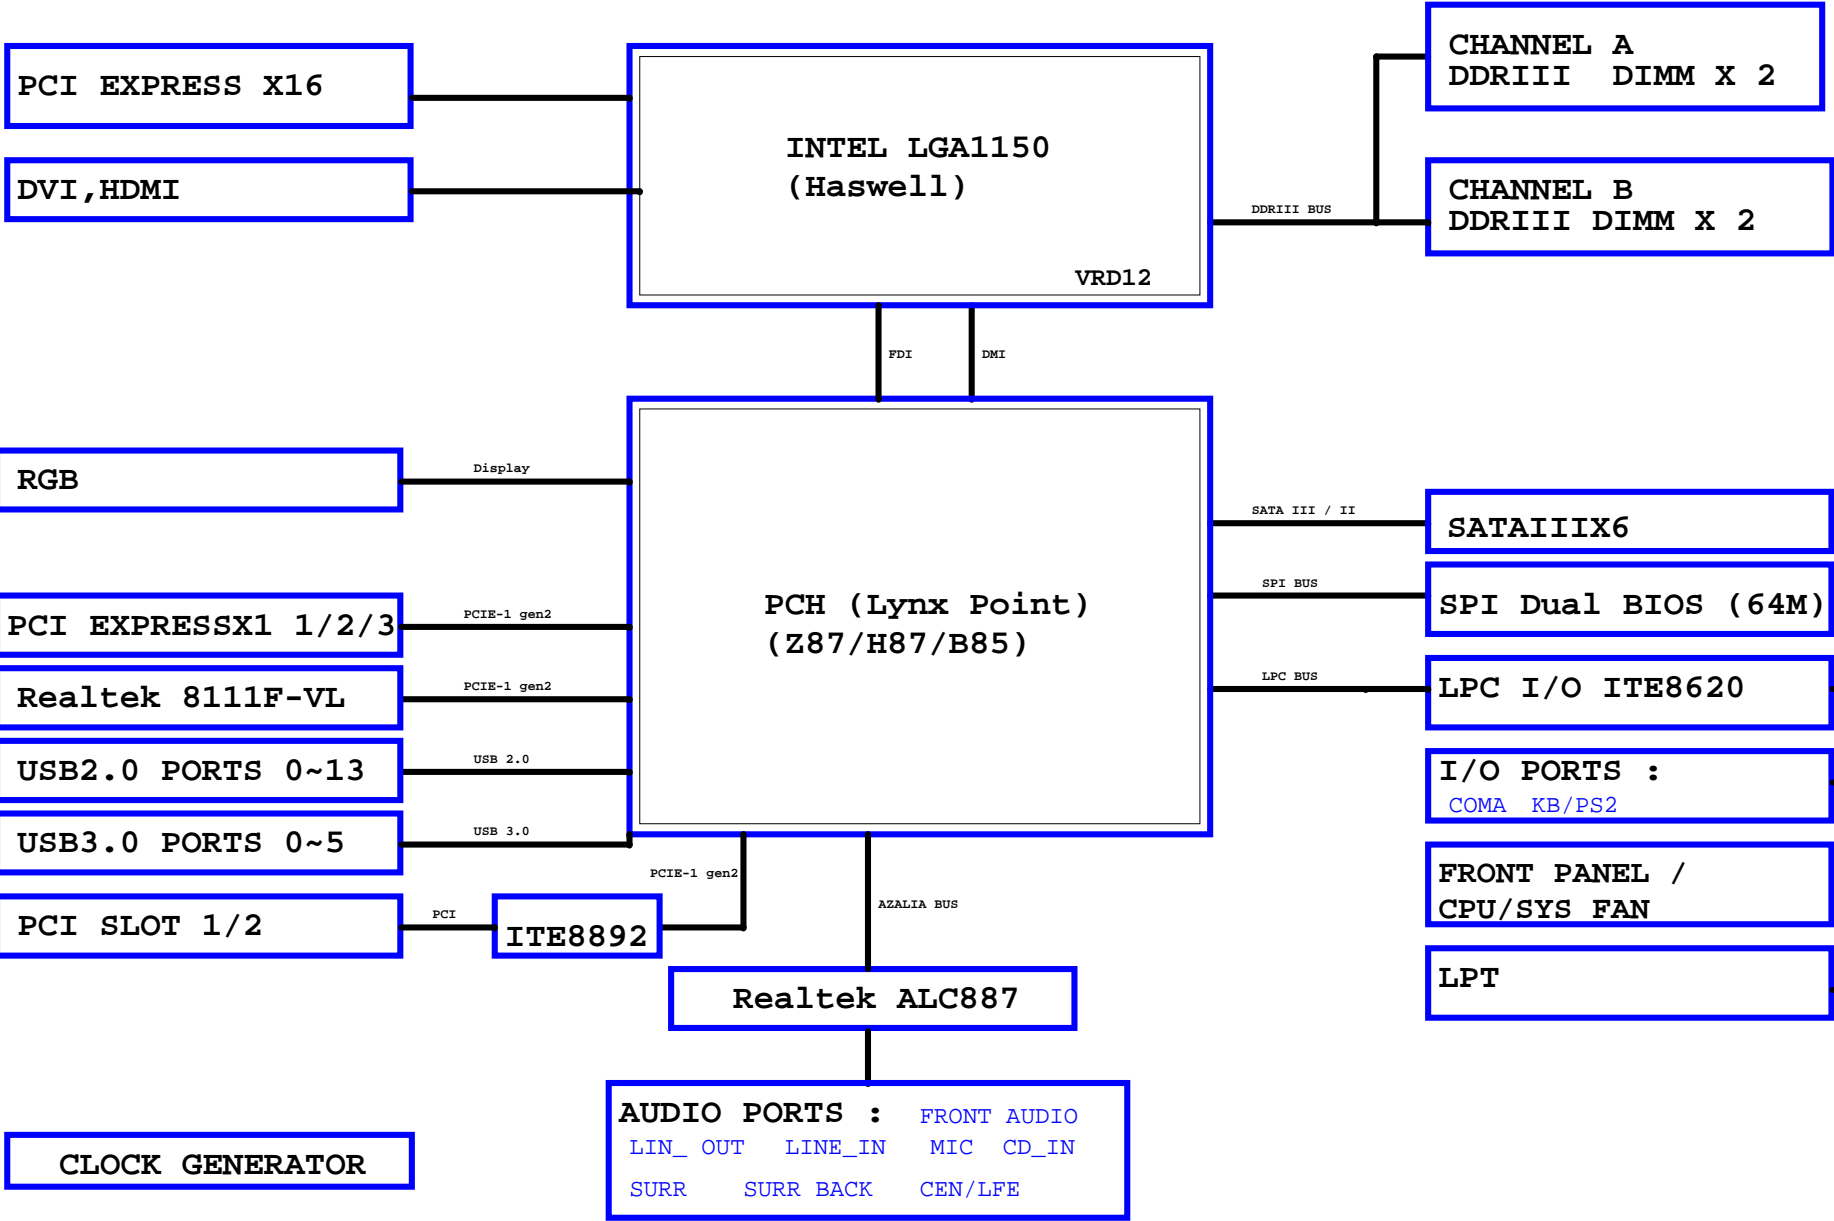 PCI EXPRESS X16
DVI,HDMI
INTEL LGA1150
(Haswell)
VRD12
DDRIII BUS
CHANNEL A
DDRIII DIMM X 2
CHANNEL B
DDRIII DIMM X 2
FDI
DMI
RGB
Display
PCI EXPRESSX1 1/2/3
PCIE-1 gen2
Realtek 8111F-VL
PCIE-1 gen2
USB2.0 PORTS 0~13
USB 2.0
USB3.0 PORTS 0~5
USB 3.0
PCI SLOT 1/2
PCI
ITE8892
PCIE-1 gen2
PCH (Lynx Point)
(Z87/H87/B85)
SATA III / II
SATAIIIX6
SPI BUS
SPI Dual BIOS (64M)
LPC BUS
LPC I/O ITE8620
I/O PORTS :
COMA KB/PS2
FRONT PANEL /
CPU/SYS FAN
LPT
AZALIA BUS
Realtek ALC887
AUDIO PORTS : FRONT AUDIO
LIN_ OUT LINE_IN MIC CD_IN
SURR SURR BACK CEN/LFE
CLOCK GENERATOR